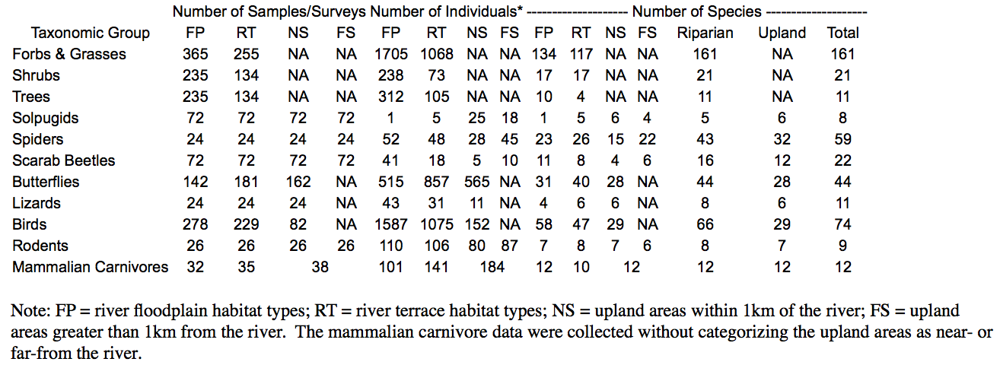 Number of Samples/Surveys Number of Individuals* ------------------- Number of Species -------------------
Taxonomic Group FP RT NS FS FP RT NS FS FP RT NS FS Riparian Upland Total
Forbs & Grasses 365 255 NA NA 1705 1068 NA NA 134 117 NA NA 161 NA 161
Shrubs 235 134 NA NA 238 73 NA NA 17 17 NA NA 21 NA 21
Trees 235 134 NA NA 312 105 NA NA 10 4 NA NA 11 NA 11
Solpugids 72 72 72 72 1 5 25 18 1 5 6 4 5 6 8
Spiders 24 24 24 24 52 48 28 45 23 26 15 22 43 32 59
Scarab Beetles 72 72 72 72 41 18 5 10 11 8 4 6 16 12 22
Butterflies 142 181 162 NA 515 857 565 NA 31 40 28 NA 44 28 44
Lizards 24 24 24 NA 43 31 11 NA 4 6 6 NA 8 6 11
Birds 278 229 82 NA 1587 1075 152 NA 58 47 29 NA 66 29 74
Rodents 26 26 26 26 110 106 80 87 7 8 7 6 8 7 9
Mammalian Carnivores 32 35 38 101 141 184 12 10 12 12 12 12
Note: FP = river floodplain habitat types; RT = river terrace habitat types; NS = upland areas within 1km of the river; FS = upland
areas greater than 1km from the river.  The mammalian carnivore data were collected without categorizing the upland areas as near- or
far-from the river.